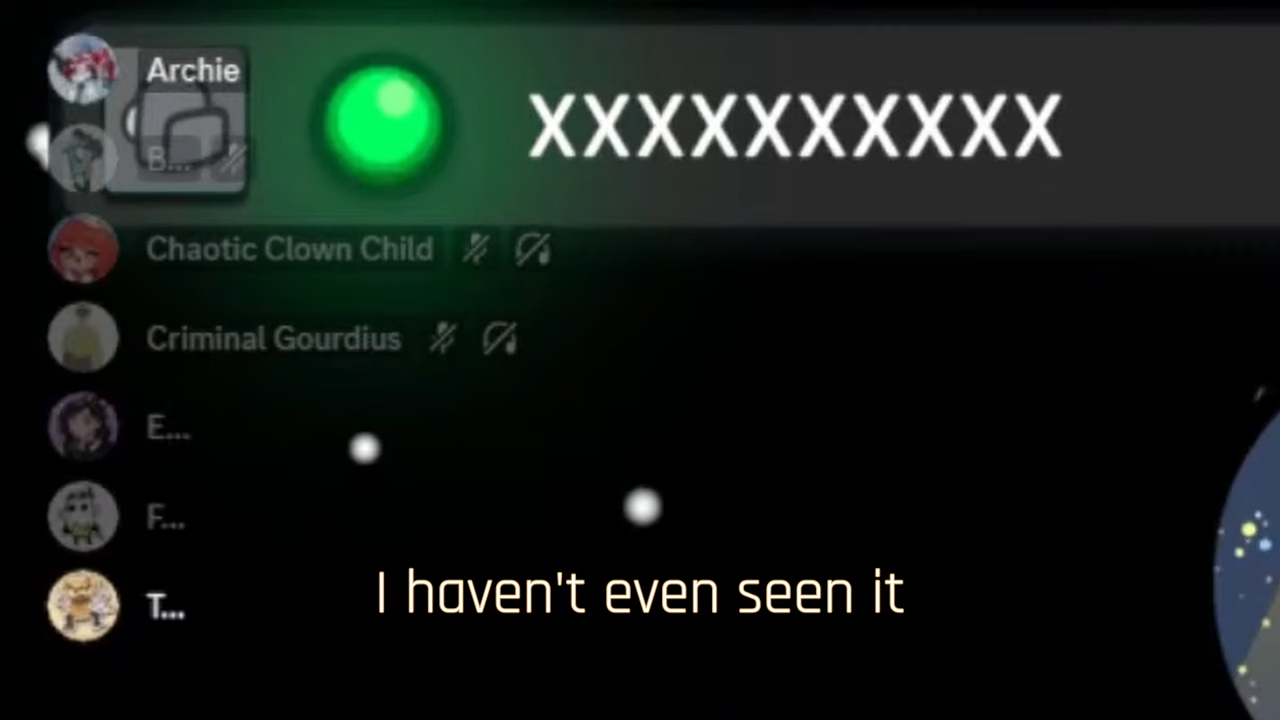 Archie
XXXXXXXXXX
B...
Chaotic Clown Child
Criminal Gourdius
E...
F...
T...
I haven't even seen it